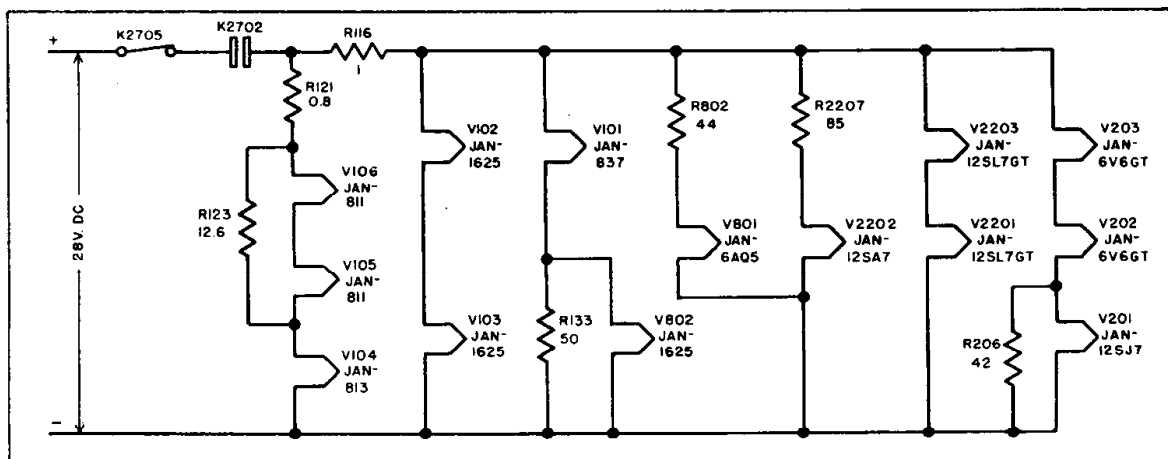 +
K2705
K2702
R116
1
R121
0.8
R123
12.6
V106
JAN-
811
V105
JAN-
811
V104
JAN-
813
V102
JAN-
1625
V103
JAN-
1625
V101
JAN-
837
R133
50
V802
JAN-
1625
R802
44
V801
JAN-
6AQ5
R2207
85
V2202
JAN-
12SA7
V2203
JAN-
12SL7GT
V2201
JAN-
12SL7GT
V203
JAN-
6V6GT
V202
JAN-
6V6GT
R206
42
V201
JAN-
12SJ7
28V. DC
−